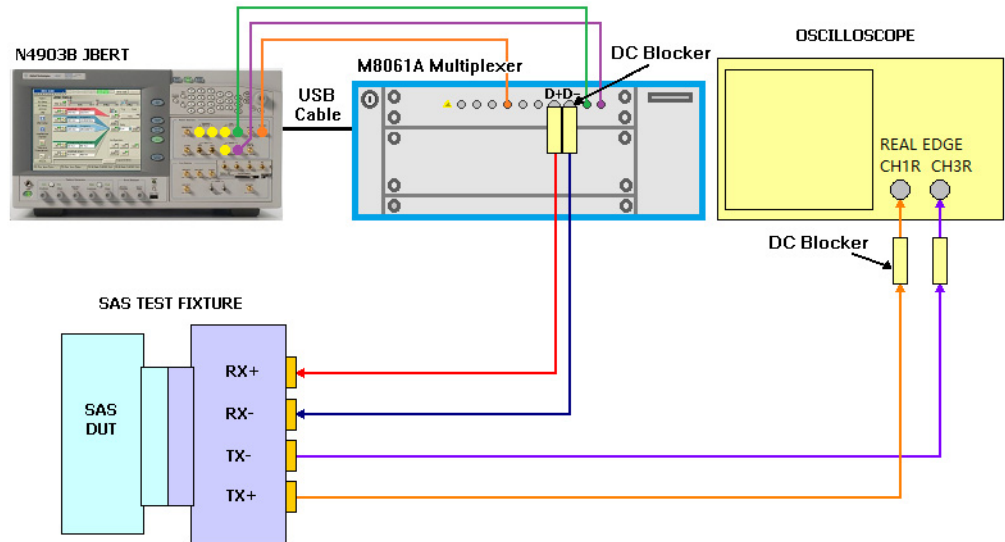 N4903B JBERT
USB
Cable
M8061A Multiplexer
DC Blocker
D+D-
OSCILLOSCOPE
REAL EDGE
CH1R CH3R
DC Blocker
SAS TEST FIXTURE
SAS
DUT
RX+
RX-
TX-
TX+